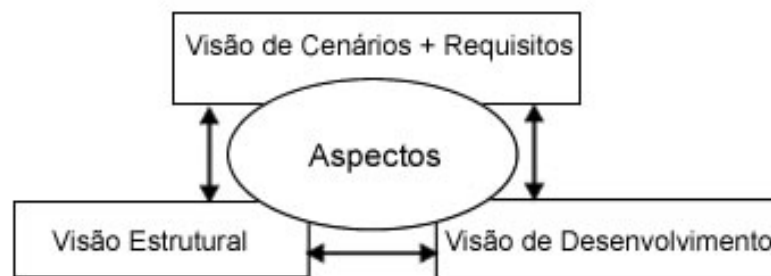 Visão de Cenários + Requisitos
Aspectos
Visão Estrutural
Visão de Desenvolvimento